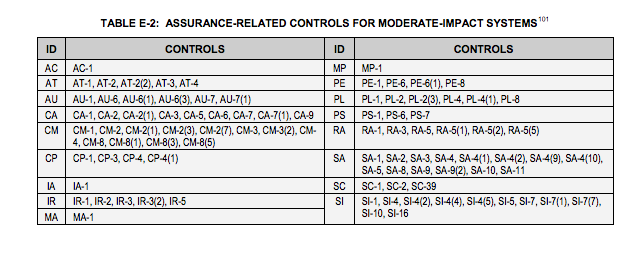 TABLE E-2: ASSURANCE-RELATED CONTROLS FOR MODERATE-IMPACT SYSTEMS101
ID CONTROLS ID CONTROLS
AC AC-1 MP MP-1
AT AT-1, AT-2, AT-2(2), AT-3, AT-4 PE PE-1, PE-6, PE-6(1), PE-8
AU AU-1, AU-6, AU-6(1), AU-6(3), AU-7, AU-7(1) PL PL-1, PL-2, PL-2(3), PL-4, PL-4(1), PL-8
CA CA-1, CA-2, CA-2(1), CA-3, CA-5, CA-6, CA-7, CA-7(1), CA-9 PS PS-1, PS-6, PS-7
CM CM-1, CM-2, CM-2(1), CM-2(3), CM-2(7), CM-3, CM-3(2), CM-
4, CM-8, CM-8(1), CM-8(3), CM-8(5) RA RA-1, RA-3, RA-5, RA-5(1), RA-5(2), RA-5(5)
CP CP-1, CP-3, CP-4, CP-4(1) SA SA-1, SA-2, SA-3, SA-4, SA-4(1), SA-4(2), SA-4(9), SA-4(10),
SA-5, SA-8, SA-9, SA-9(2), SA-10, SA-11
IA IA-1 SC SC-1, SC-2, SC-39
IR IR-1, IR-2, IR-3, IR-3(2), IR-5 SI SI-1, SI-4, SI-4(2), SI-4(4), SI-4(5), SI-5, SI-7, SI-7(1), SI-7(7),
SI-10, SI-16
MA MA-1